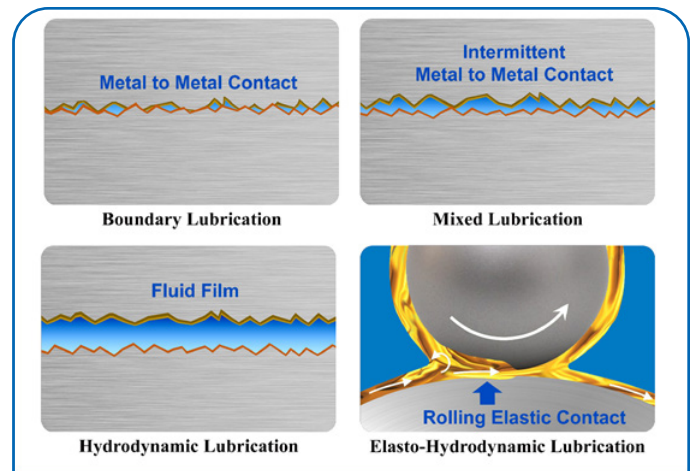 Metal to Metal Contact
Boundary Lubrication
Intermittent
Metal to Metal Contact
Mixed Lubrication
Fluid Film
Hydrodynamic Lubrication
Rolling Elastic Contact
Elasto-Hydrodynamic Lubrication